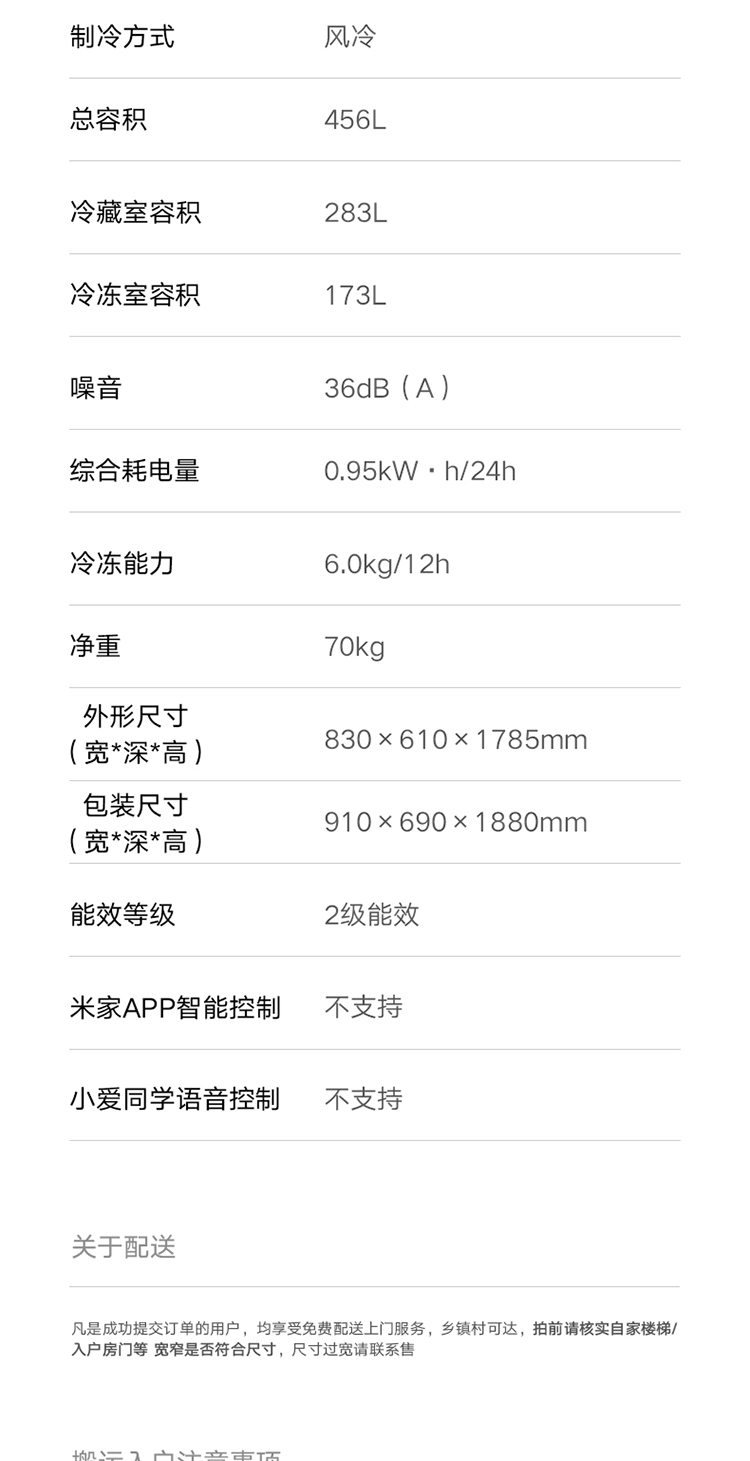 制冷方式 风冷
总容积 456L
冷藏室容积 283L
冷冻室容积 173L
噪音 36dB（A）
综合耗电量 0.95kW·h/24h
冷冻能力 6.0kg/12h
净重 70kg
外形尺寸
（宽*深*高） 830×610×1785mm
包装尺寸
（宽*深*高） 910×690×1880mm
能效等级 2级能效
米家APP智能控制 不支持
小爱同学语音控制 不支持
关于配送
凡是成功提交订单的用户，均享受免费配送上门服务，乡镇村可达，拍前请核实自家楼梯/
入户房门等 宽窄是否符合尺寸，尺寸过宽请联系售
搬运入户注意事项